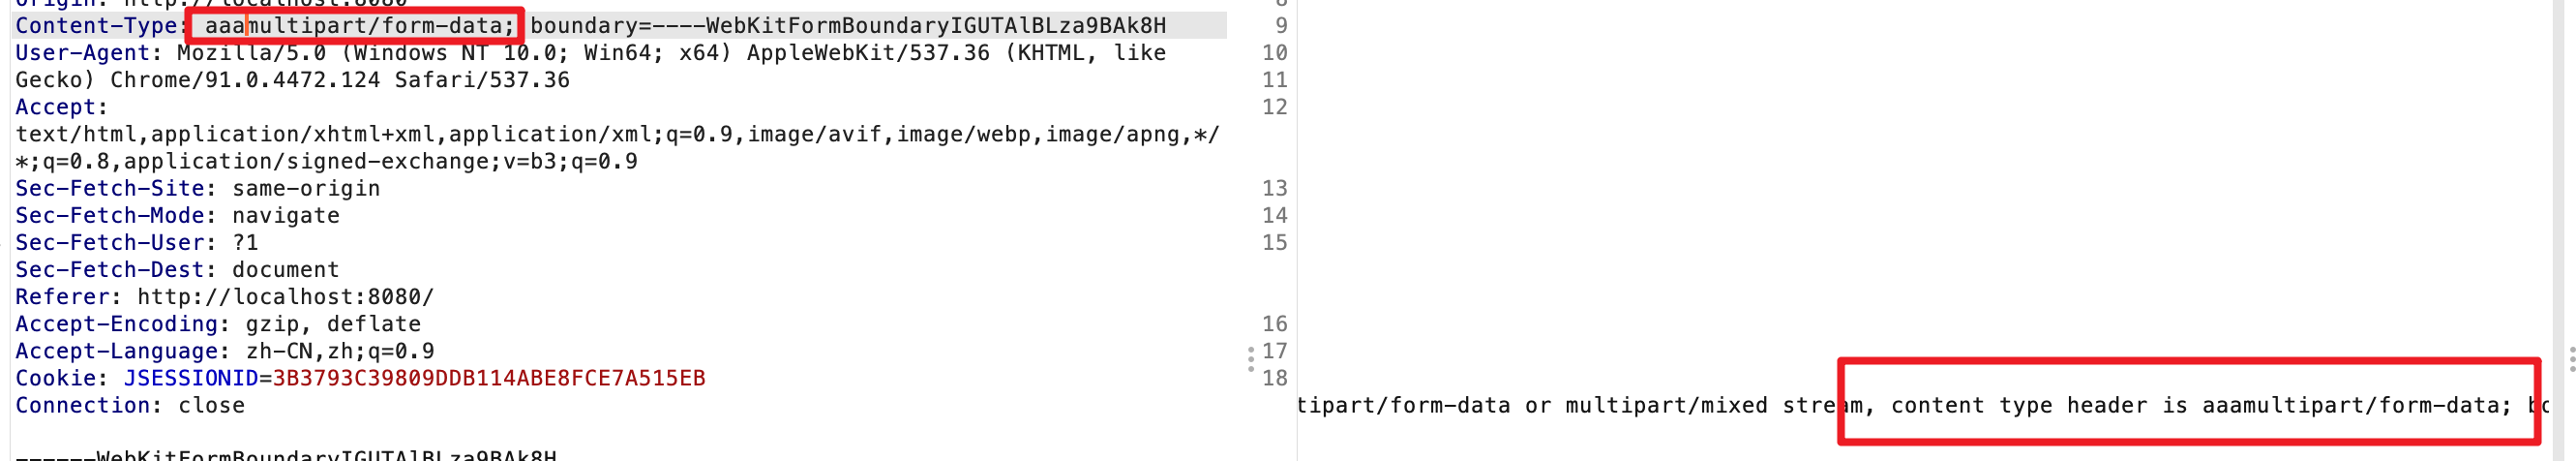 Origin: http://localhost:8080
Content-Type: aaamultipart/form-data; boundary=----WebKitFormBoundaryIGUTAlBLza9BAk8H
User-Agent: Mozilla/5.0 (Windows NT 10.0; Win64; x64) AppleWebKit/537.36 (KHTML, like
Gecko) Chrome/91.0.4472.124 Safari/537.36
Accept:
text/html,application/xhtml+xml,application/xml;q=0.9,image/avif,image/webp,image/apng,*/
*;q=0.8,application/signed-exchange;v=b3;q=0.9
Sec-Fetch-Site: same-origin
Sec-Fetch-Mode: navigate
Sec-Fetch-User: ?1
Sec-Fetch-Dest: document
Referer: http://localhost:8080/
Accept-Encoding: gzip, deflate
Accept-Language: zh-CN,zh;q=0.9
Cookie: JSESSIONID=3B3793C39809DDB114ABE8FCE7A515EB
Connection: close
------WebKitFormBoundaryIGUTAlBLza9BAk8H
8
9
10
11
12
13
14
15
16
17
18
tipart/form-data or multipart/mixed stream, content type header is aaamultipart/form-data; bo